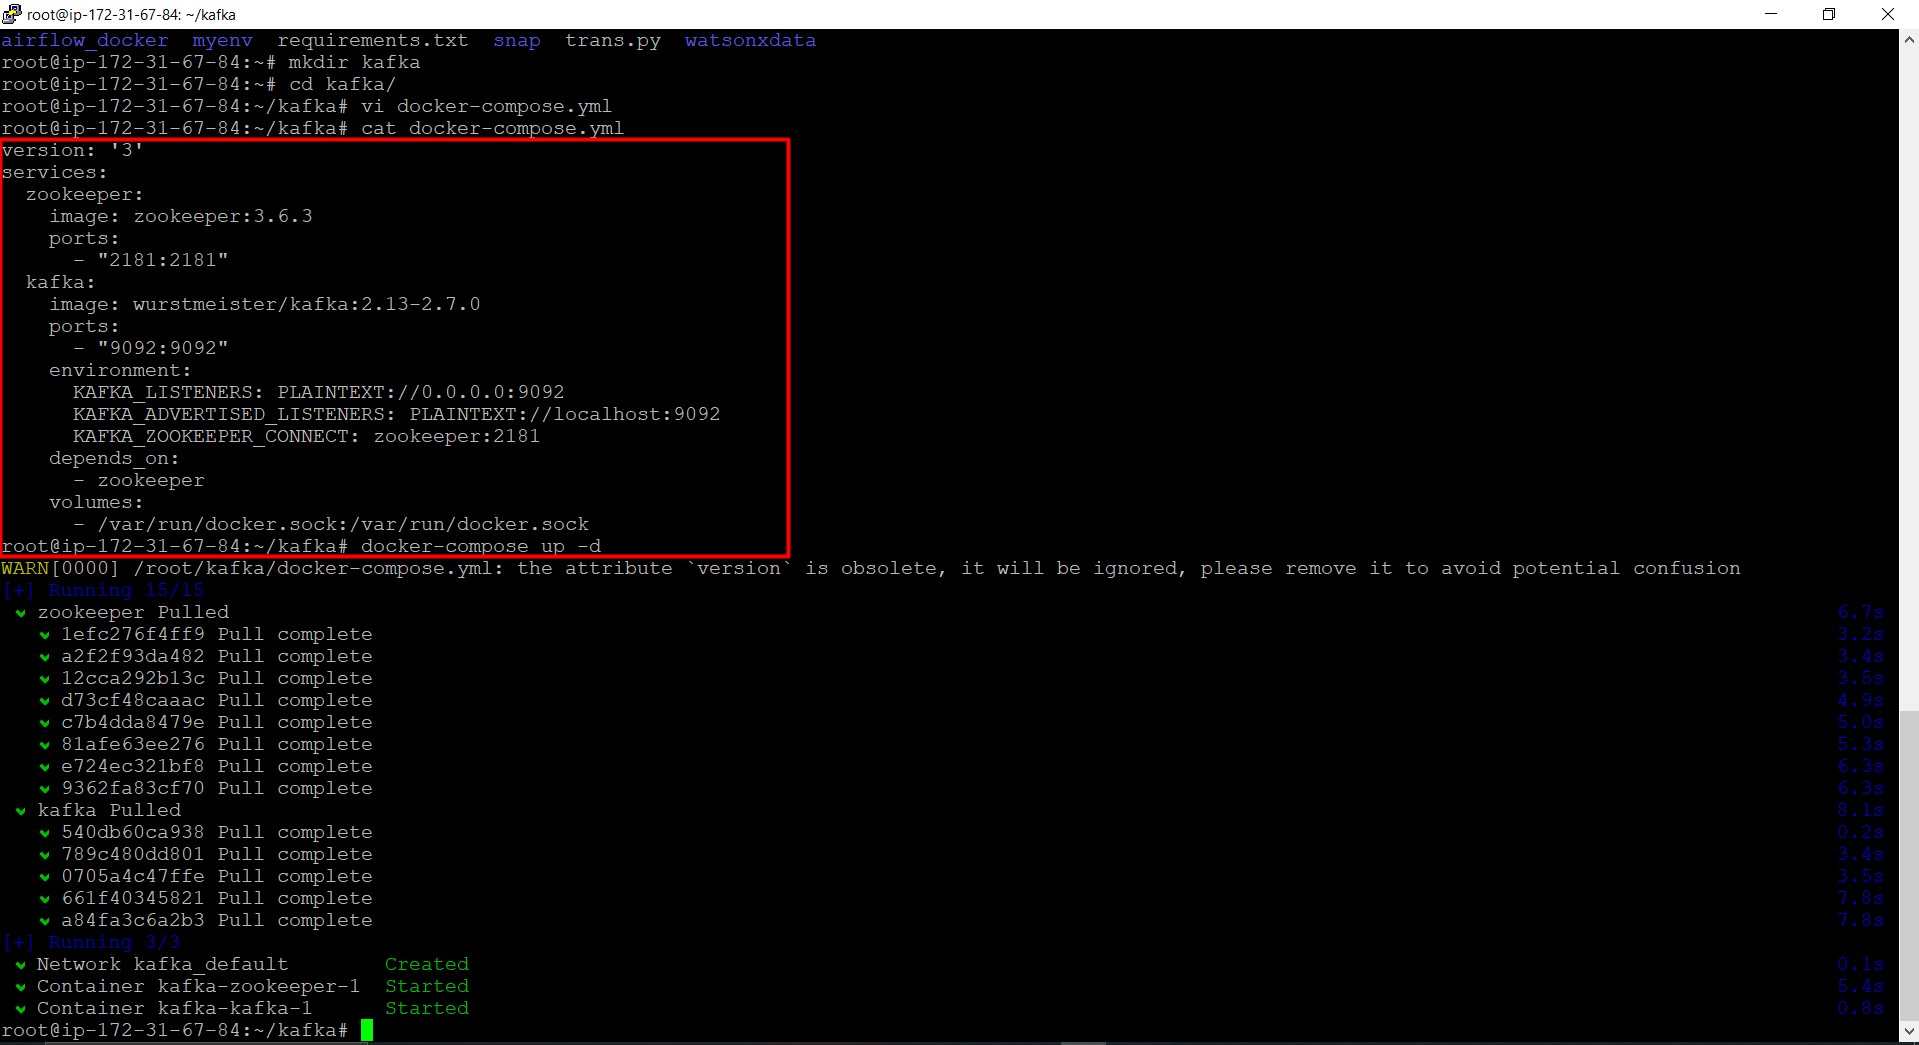 root@ip-172-31-67-84: ~/kafka
airflow_docker  myenv  requirements.txt  snap  trans.py  watsonxdata
root@ip-172-31-67-84:~# mkdir kafka
root@ip-172-31-67-84:~# cd kafka/
root@ip-172-31-67-84:~/kafka# vi docker-compose.yml
root@ip-172-31-67-84:~/kafka# cat docker-compose.yml
version: '3'
services:
  zookeeper:
    image: zookeeper:3.6.3
    ports:
      - "2181:2181"
  kafka:
    image: wurstmeister/kafka:2.13-2.7.0
    ports:
      - "9092:9092"
    environment:
      KAFKA_LISTENERS: PLAINTEXT://0.0.0.0:9092
      KAFKA_ADVERTISED_LISTENERS: PLAINTEXT://localhost:9092
      KAFKA_ZOOKEEPER_CONNECT: zookeeper:2181
    depends_on:
      - zookeeper
    volumes:
      - /var/run/docker.sock:/var/run/docker.sock
root@ip-172-31-67-84:~/kafka# docker-compose up -d
WARN[0000] /root/kafka/docker-compose.yml: the attribute `version` is obsolete, it will be ignored, please remove it to avoid potential confusion
[+] Running 15/15
zookeeper Pulled 6.7s
1efc276f4ff9 Pull complete 3.2s
a2f2f93da482 Pull complete 3.4s
12cca292b13c Pull complete 3.5s
d73cf48caaac Pull complete 4.9s
c7b4dda8479e Pull complete 5.0s
81afe63ee276 Pull complete 5.3s
e724ec321bf8 Pull complete 6.3s
9362fa83cf70 Pull complete 6.3s
kafka Pulled 8.1s
540db60ca938 Pull complete 0.2s
789c480dd801 Pull complete 3.4s
0705a4c47ffe Pull complete 3.5s
661f40345821 Pull complete 7.8s
a84fa3c6a2b3 Pull complete 7.8s
[+] Running 3/3
Network kafka_default Created 0.1s
Container kafka-zookeeper-1 Started 5.4s
Container kafka-kafka-1 Started 0.8s
root@ip-172-31-67-84:~/kafka#